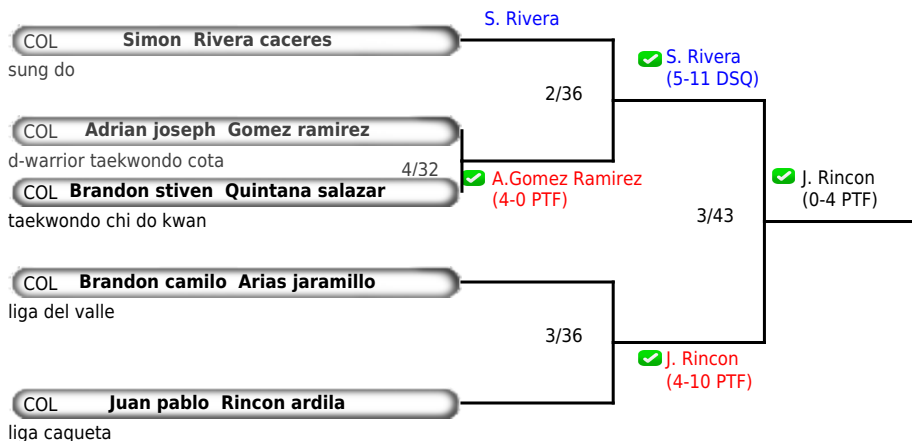 S. Rivera
COL Simon Rivera caceres
sung do
S. Rivera
(5-11 DSQ)
2/36
COL Adrian joseph Gomez ramirez
d-warrior taekwondo cota
4/32
A.Gomez Ramirez
(4-0 PTF)
COL Brandon stiven Quintana salazar
taekwondo chi do kwan
J. Rincon
(0-4 PTF)
3/43
COL Brandon camilo Arias jaramillo
liga del valle
3/36
J. Rincon
(4-10 PTF)
COL Juan pablo Rincon ardila
liga caqueta